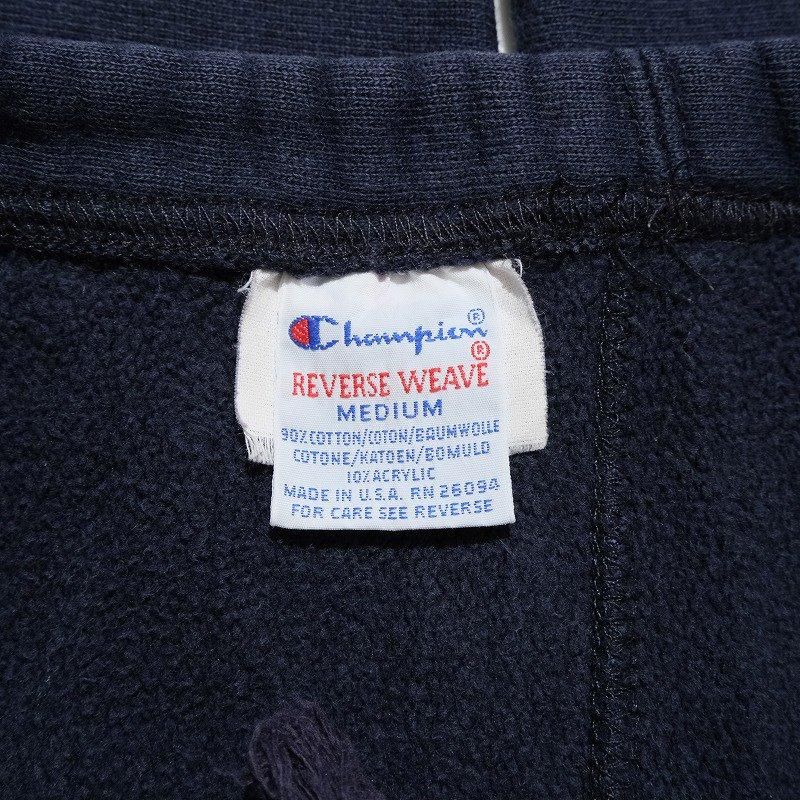 Champion®
REVERSE WEAVE®
MEDIUM
90% COTTON/COTON/BAUMWOLLE
COTONE/KATOEN/BOMULD
10% ACRYLIC
MADE IN U.S.A. RN 26094
FOR CARE SEE REVERSE